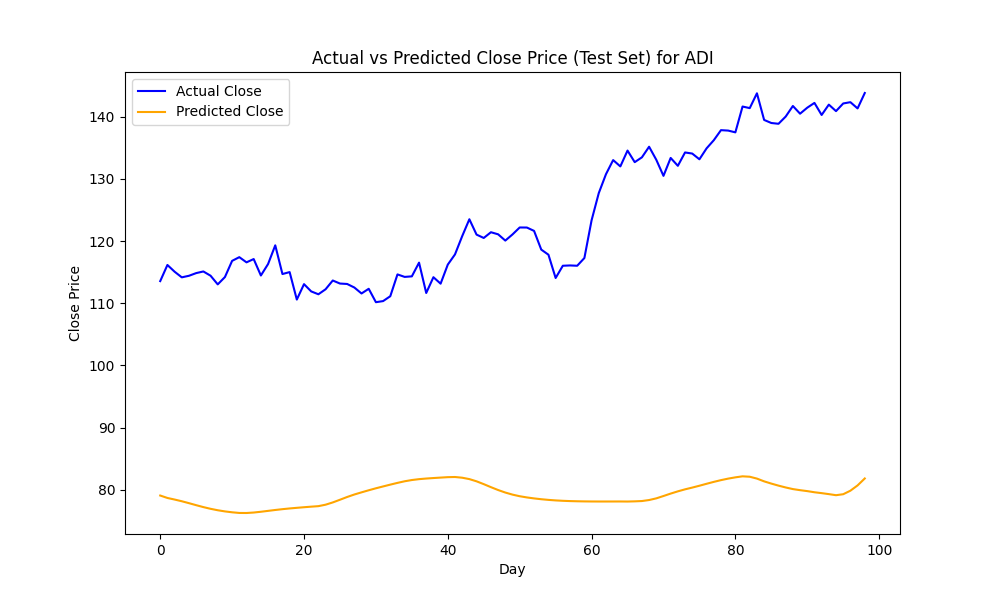 Actual vs Predicted Close Price (Test Set) for ADI
Actual Close
Predicted Close
140
130
120
110
100
90
80
Close Price
0 20 40 60 80 100
Day